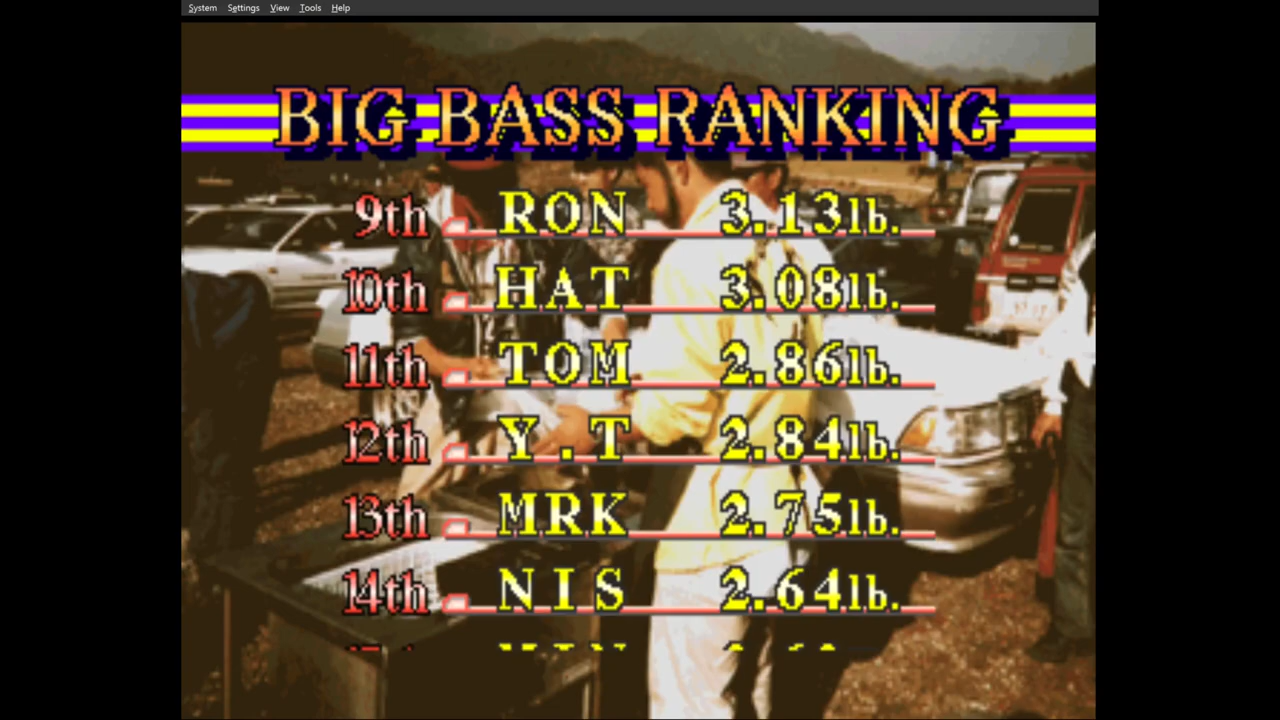 System Settings View Tools Help
BIG BASS RANKING
9th RON 3.13lb.
10th HAT 3.08lb.
11th TOM 2.86lb.
12th Y.T 2.84lb.
13th MRK 2.75lb.
14th NIS 2.64lb.